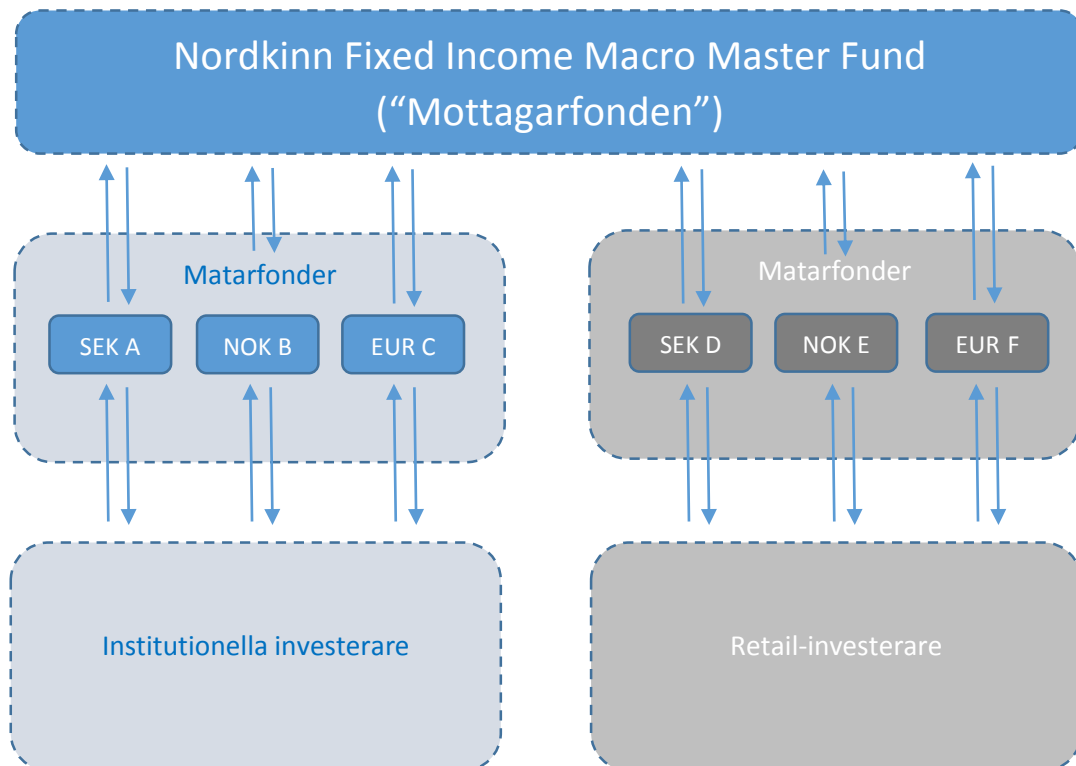 Nordkinn Fixed Income Macro Master Fund
(“Mottagarfonden”)
Matarfonder
SEK A
NOK B
EUR C
Matarfonder
SEK D
NOK E
EUR F
Institutionella investerare
Retail-investerare